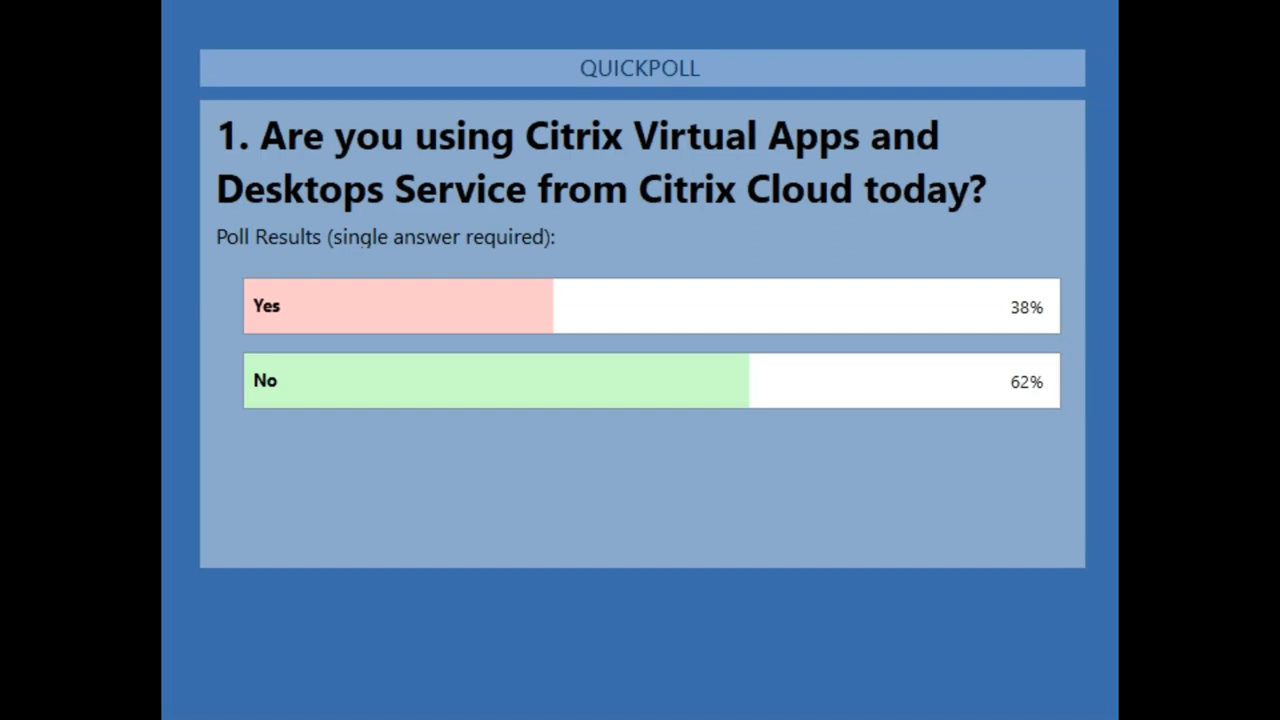 QUICKPOLL
1. Are you using Citrix Virtual Apps and
Desktops Service from Citrix Cloud today?
Poll Results (single answer required):
Yes 38%
No 62%